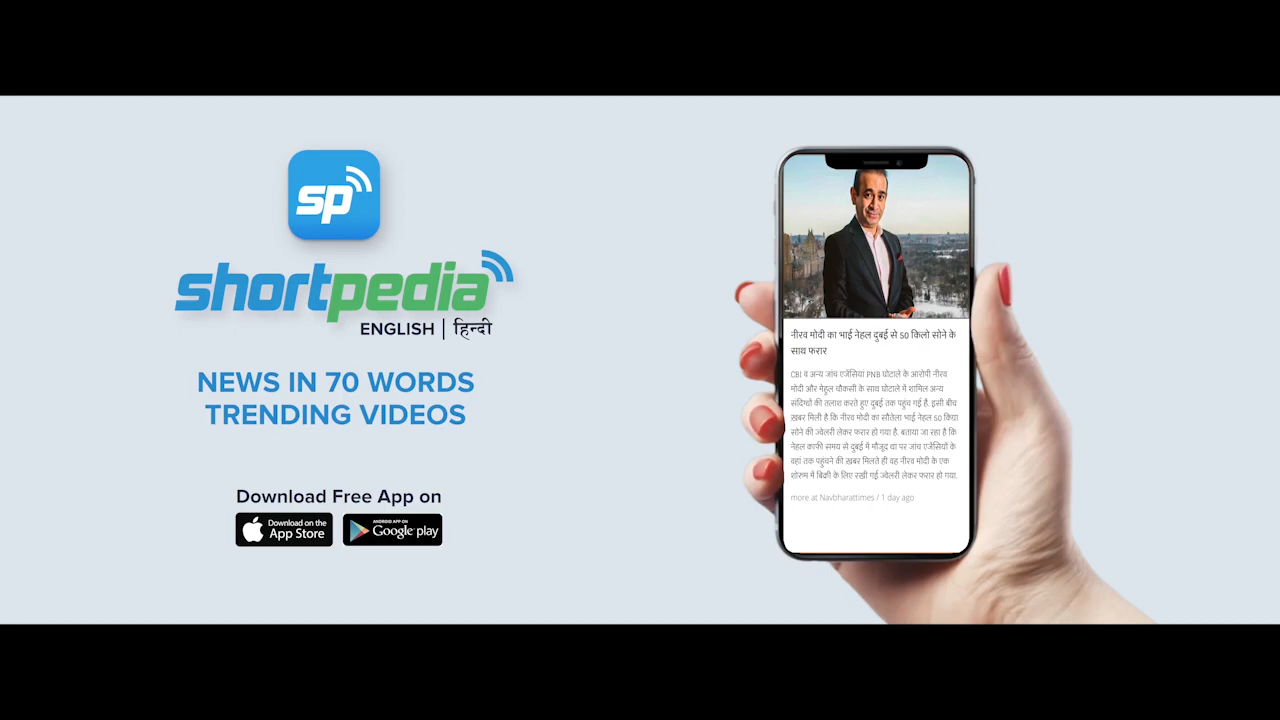 sp
shortpedia
ENGLISH | हिन्दी
NEWS IN 70 WORDS
TRENDING VIDEOS
Download Free App on
Download on the
App Store
ANDROID APP ON
Google play
नीरव मोदी का भाई नेहल दुबई से 50 किलो सोने के
साथ फरार
CBI व अन्य जांच एजेंसियां PNB घोटाले के आरोपी नीरव
मोदी और मेहुल चौकसी के साथ घोटाले में शामिल अन्य
संदिग्धों की तलाश करते हुए दुबई तक पहुंच गई है. इसी बीच
ख़बर मिली है कि नीरव मोदी का सौतेला भाई नेहल 50 किग्रा
सोने की ज्वेलरी लेकर फरार हो गया है. बताया जा रहा है कि
नेहल काफी समय से दुबई में मौजूद था पर जांच एजेंसियों के
वहां तक पहुंचने की ख़बर मिलते ही वह नीरव मोदी के एक
शोरूम में बिक्री के लिए रखी गई ज्वेलरी लेकर फरार हो गया.
more at Navbharattimes / 1 day ago